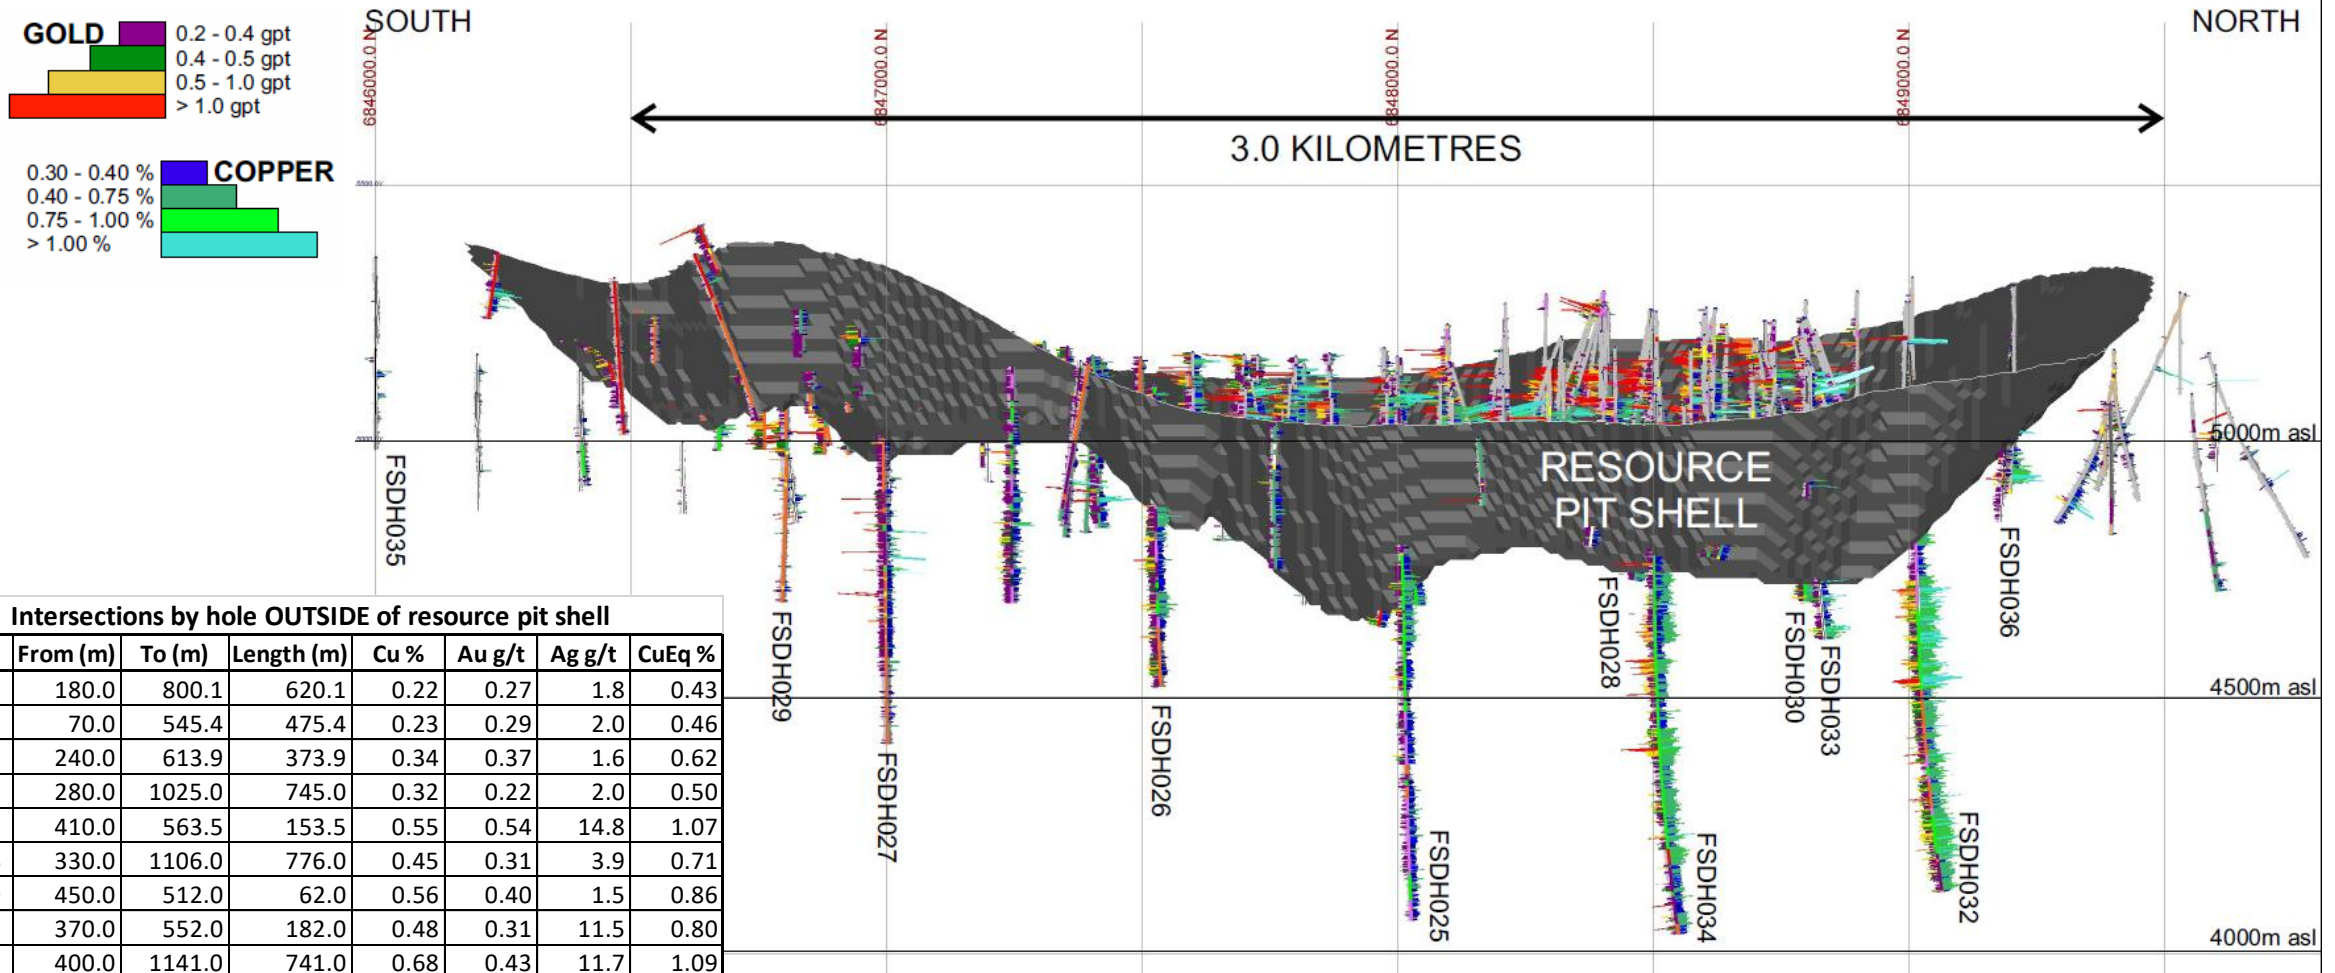 SOUTH
NORTH
GOLD
0.2 - 0.4 gpt
0.4 - 0.5 gpt
0.5 - 1.0 gpt
> 1.0 gpt
COPPER
0.30 - 0.40 %
0.40 - 0.75 %
0.75 - 1.00 %
> 1.00 %
6846000.0 N
6847000.0 N
6848000.0 N
6849000.0 N
3.0 KILOMETRES
RESOURCE
PIT SHELL
5000m asl
4500m asl
4000m asl
FSDH035
FSDH029
FSDH027
FSDH026
FSDH025
FSDH028
FSDH034
FSDH030
FSDH033
FSDH032
FSDH036
Intersections by hole OUTSIDE of resource pit shell
From (m) To (m) Length (m) Cu % Au g/t Ag g/t CuEq %
180.0 800.1 620.1 0.22 0.27 1.8 0.43
70.0 545.4 475.4 0.23 0.29 2.0 0.46
240.0 613.9 373.9 0.34 0.37 1.6 0.62
280.0 1025.0 745.0 0.32 0.22 2.0 0.50
410.0 563.5 153.5 0.55 0.54 14.8 1.07
330.0 1106.0 776.0 0.45 0.31 3.9 0.71
450.0 512.0 62.0 0.56 0.40 1.5 0.86
370.0 552.0 182.0 0.48 0.31 11.5 0.80
400.0 1141.0 741.0 0.68 0.43 11.7 1.09